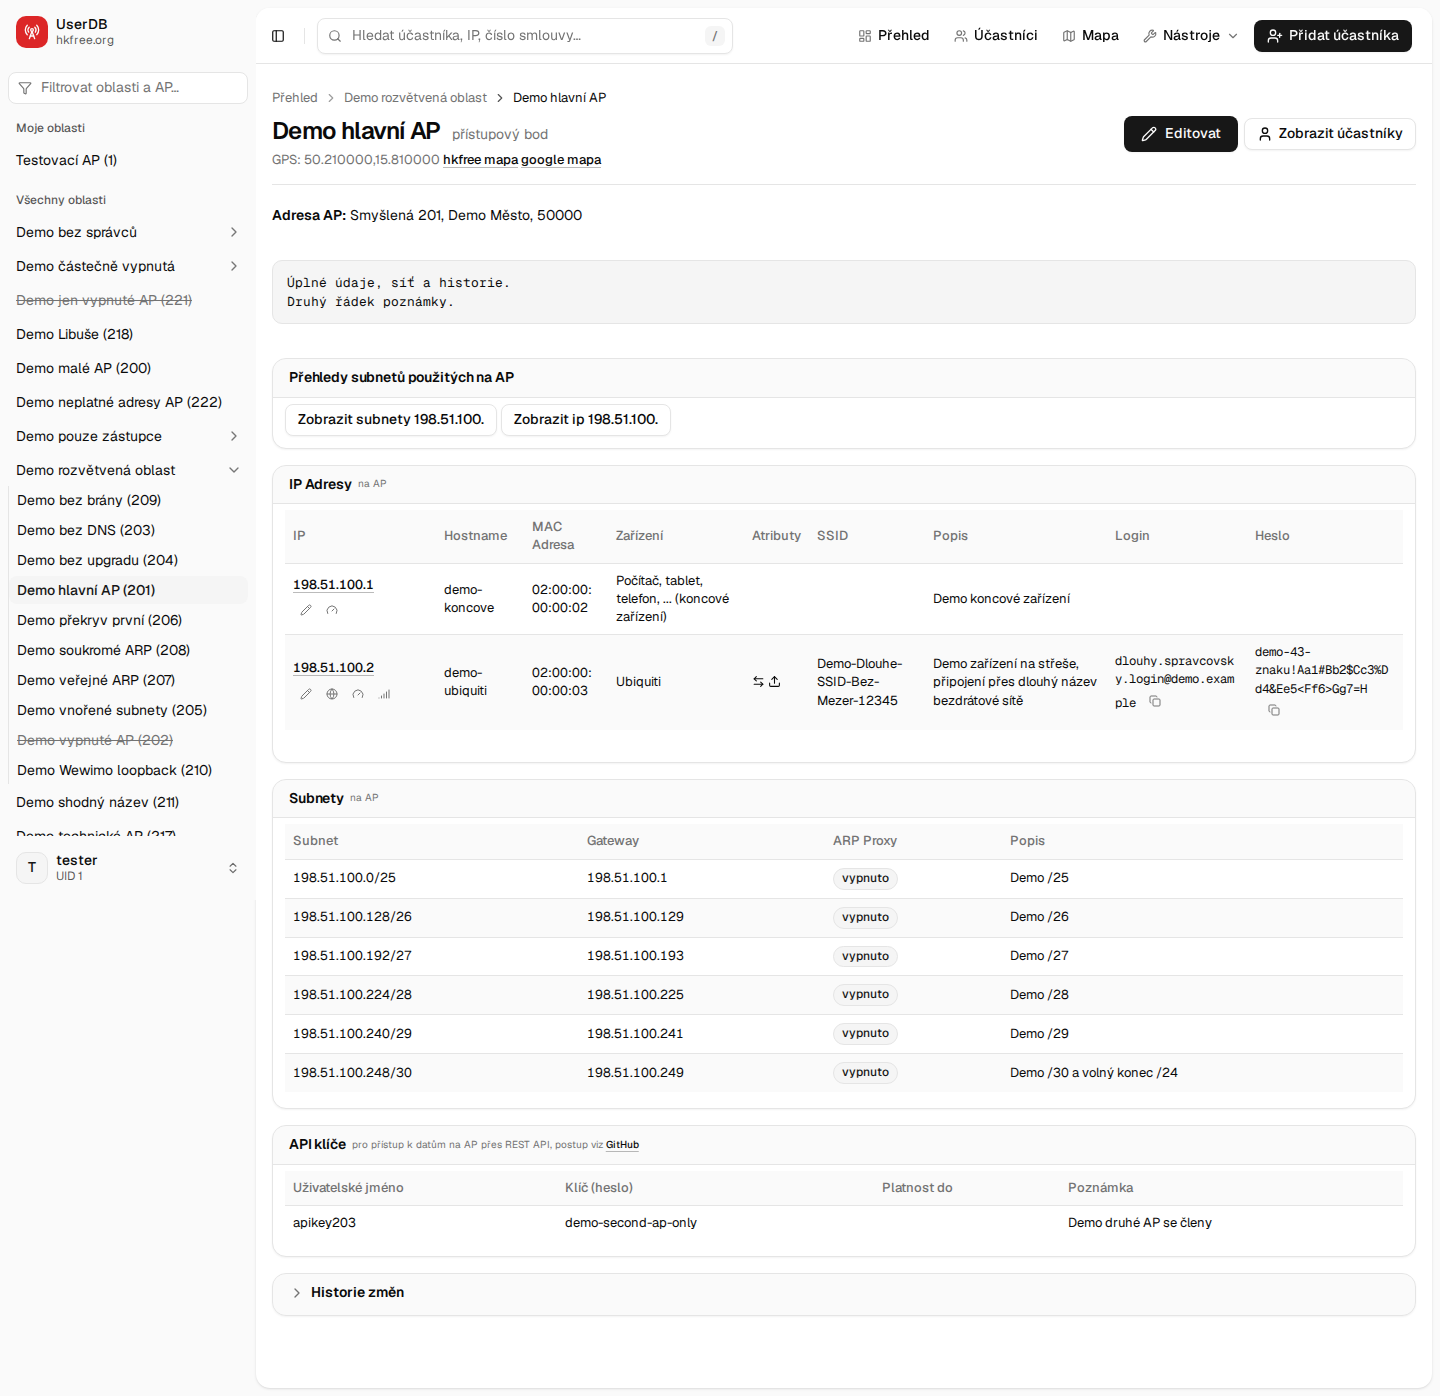 UserDB
hkfree.org
Filtrovat oblasti a AP...
Moje oblasti
Testovací AP (1)
Všechny oblasti
Demo bez správců
Demo částečně vypnutá
Demo jen vypnuté AP (221)
Demo Libuše (218)
Demo malé AP (200)
Demo neplatné adresy AP (222)
Demo pouze zástupce
Demo rozvětvená oblast
Demo bez brány (209)
Demo bez DNS (203)
Demo bez upgradu (204)
Demo hlavní AP (201)
Demo překryv první (206)
Demo soukromé ARP (208)
Demo veřejné ARP (207)
Demo vnořené subnety (205)
Demo vypnuté AP (202)
Demo Wewimo loopback (210)
Demo shodný název (211)
Demo technické AP (217)
T
tester
UID 1
Hledat účastníka, IP, číslo smlouvy...
/
Přehled
Účastníci
Mapa
Nástroje
Přidat účastníka
Přehled > Demo rozvětvená oblast > Demo hlavní AP
Demo hlavní AP přístupový bod
Editovat
Zobrazit účastníky
GPS: 50.210000,15.810000 hkfree mapa google mapa
Adresa AP: Smyšlená 201, Demo Město, 50000
Úplné údaje, síť a historie.
Druhý řádek poznámky.
Přehledy subnetů použitých na AP
Zobrazit subnety 198.51.100.
Zobrazit ip 198.51.100.
IP Adresy na AP
IP
Hostname
MAC
Adresa
Zařízení
Atributy
SSID
Popis
Login
Heslo
198.51.100.1
demo-
koncove
02:00:00:
00:00:02
Počítač, tablet,
telefon, ... (koncové
zařízení)
Demo koncové zařízení
198.51.100.2
demo-
ubiquiti
02:00:00:
00:00:03
Ubiquiti
Demo-Dlouhe-
SSID-Bez-
Mezer-12345
Demo zařízení na střeše,
připojení přes dlouhý název
bezdrátové sítě
dlouhy.spravcovsk
y.login@demo.exam
ple
demo-43-
znaku!Aa1#Bb2$Cc3%D
d4&Ee5<Ff6>Gg7=H
Subnety na AP
Subnet Gateway ARP Proxy Popis
198.51.100.0/25 198.51.100.1 vypnuto Demo /25
198.51.100.128/26 198.51.100.129 vypnuto Demo /26
198.51.100.192/27 198.51.100.193 vypnuto Demo /27
198.51.100.224/28 198.51.100.225 vypnuto Demo /28
198.51.100.240/29 198.51.100.241 vypnuto Demo /29
198.51.100.248/30 198.51.100.249 vypnuto Demo /30 a volný konec /24
API klíče pro přístup k datům na AP přes REST API, postup viz GitHub
Uživatelské jméno Klíč (heslo) Platnost do Poznámka
apikey203 demo-second-ap-only Demo druhé AP se členy
Historie změn